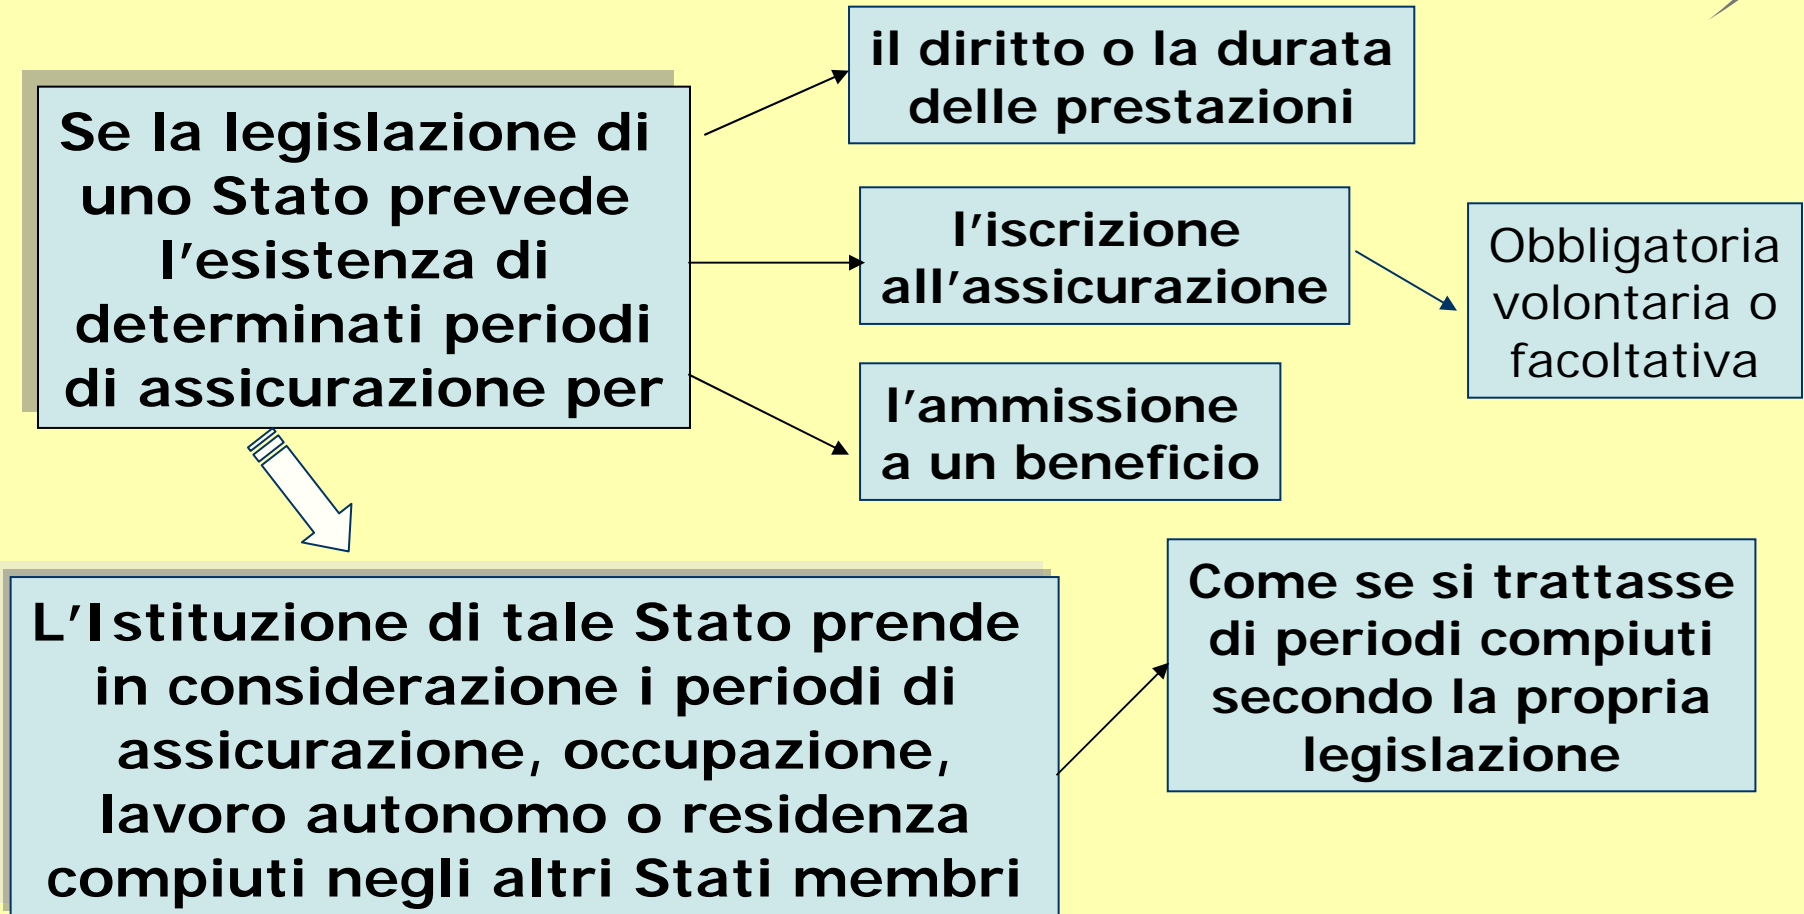 Se la legislazione di
uno Stato prevede
l'esistenza di
determinati periodi
di assicurazione per
il diritto o la durata
delle prestazioni
l'iscrizione
all'assicurazione
Obbligatoria
volontaria o
facoltativa
l'ammissione
a un beneficio
L'Istituzione di tale Stato prende
in considerazione i periodi di
assicurazione, occupazione,
lavoro autonomo o residenza
compiuti negli altri Stati membri
Come se si trattasse
di periodi compiuti
secondo la propria
legislazione